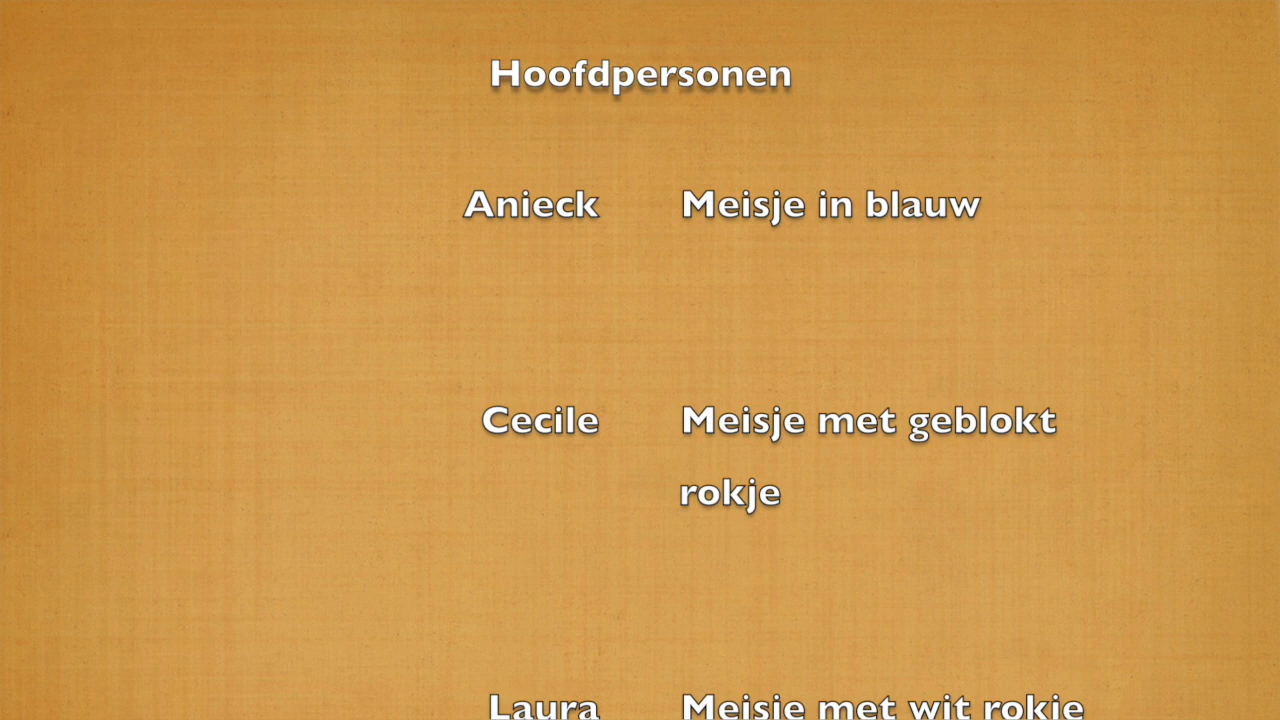 Hoofdpersonen
Anieck Meisje in blauw
Cecile Meisje met geblokt
rokje
Laura Meisje met wit rokje